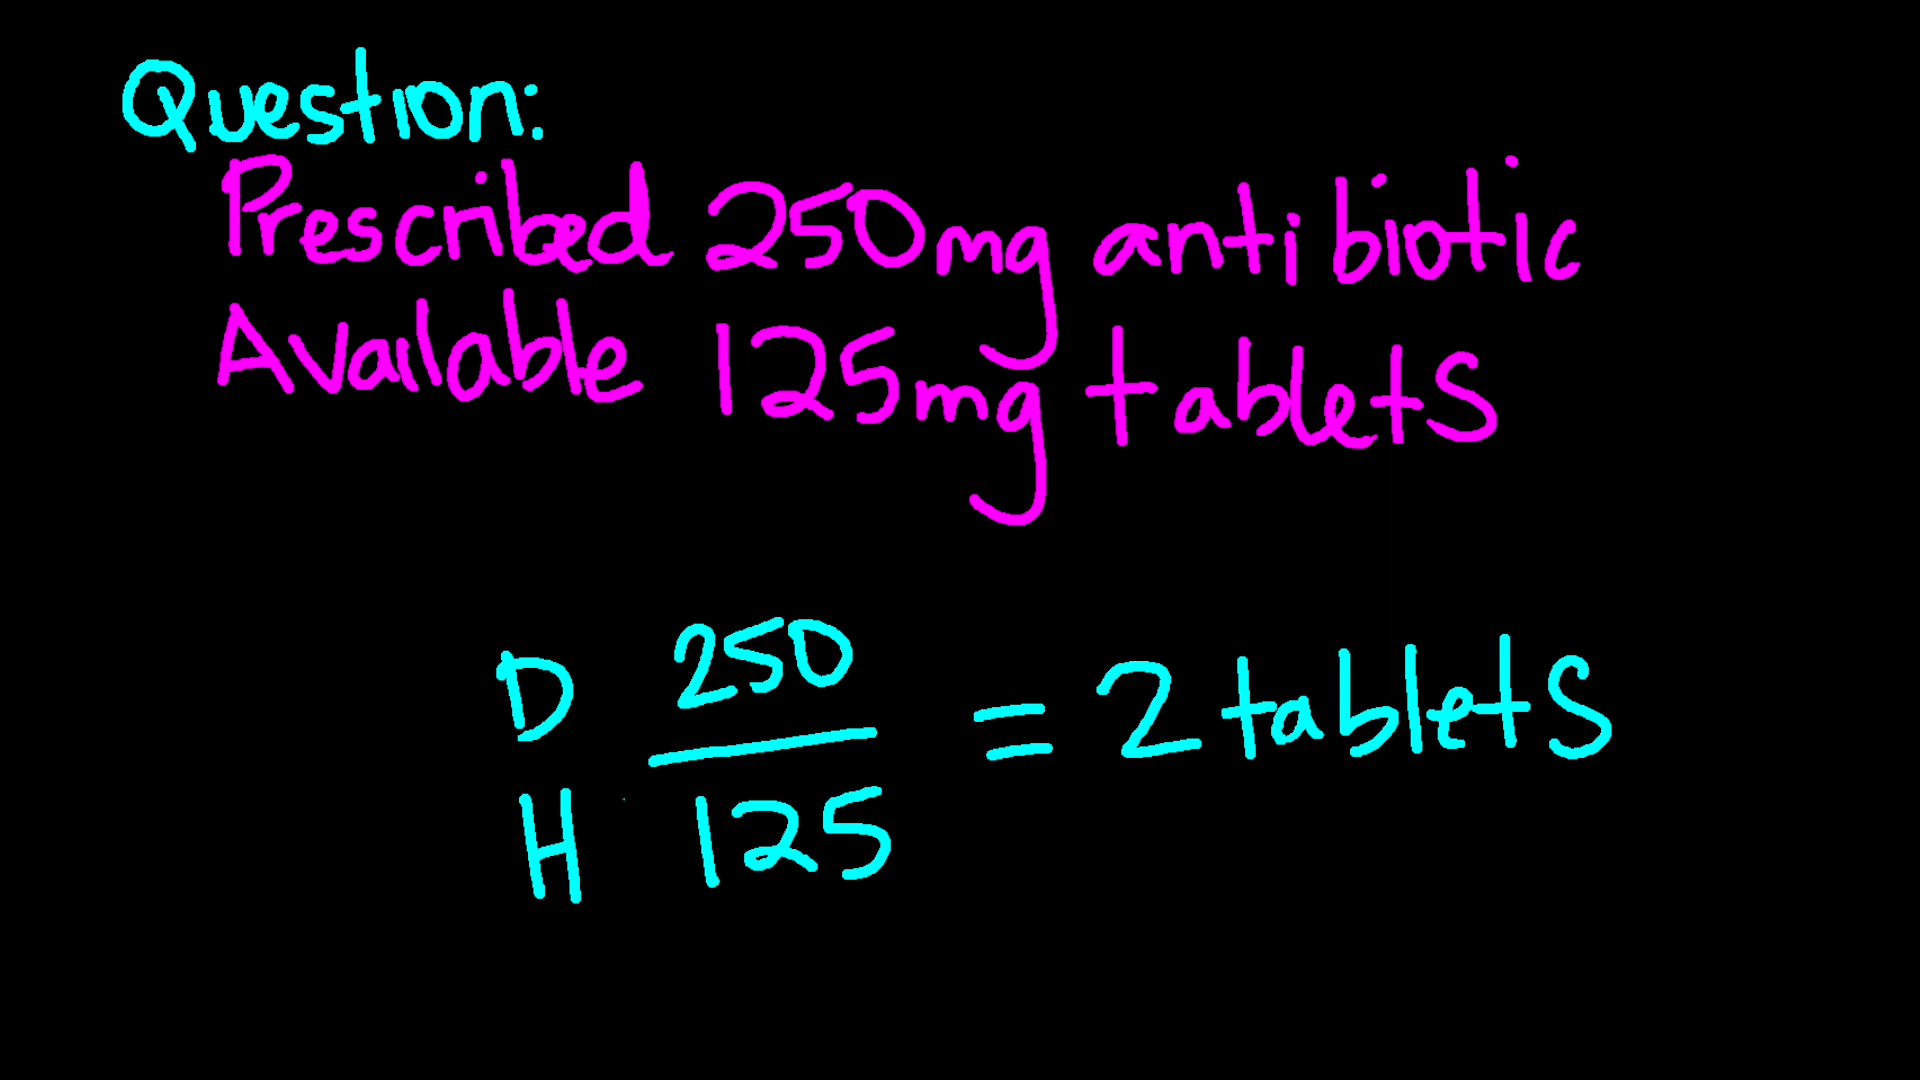 Question:
Prescribed 250mg antibiotic
Available 125mg tablets
D 250
= 2 tablets
H 125